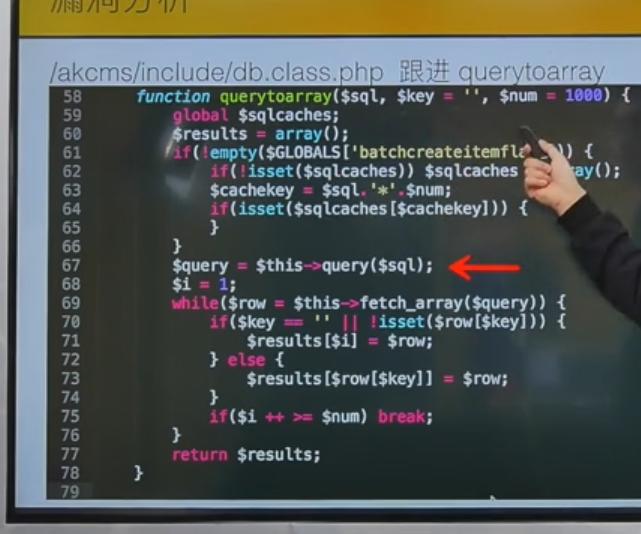 漏洞分析
/akcms/include/db.class.php 跟进 querytoarray
58 function querytoarray($sql, $key = '', $num = 1000) {
59 global $sqlcaches;
60 $results = array();
61 if(!empty($GLOBALS['batchcreateitemfla )) {
62 if(!isset($sqlcaches)) $sqlcaches ray();
63 $cachekey = $sql.'*'.$num;
64 if(isset($sqlcaches[$cachekey])) {
65 }
66 }
67 $query = $this->query($sql);
68 $i = 1;
69 while($row = $this->fetch_array($query)) {
70 if($key == '' || !isset($row[$key])) {
71 $results[$i] = $row;
72 } else {
73 $results[$row[$key]] = $row;
74 }
75 if($i ++ >= $num) break;
76 }
77 return $results;
78 }
79